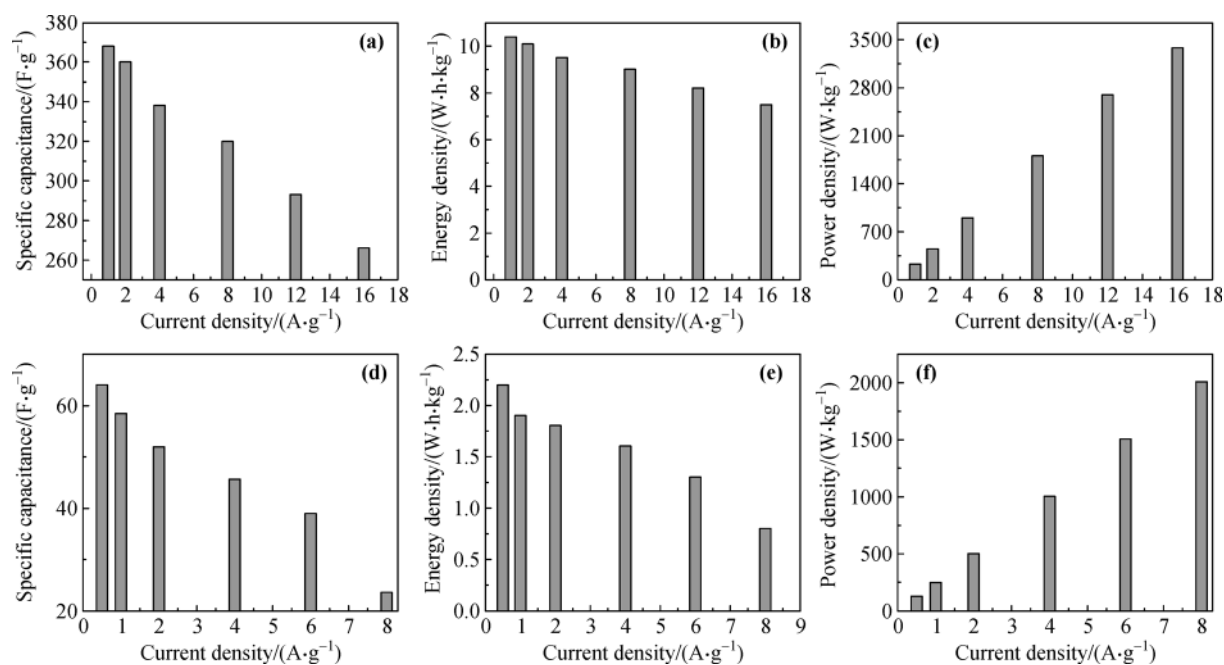 (a)
Specific capacitance/(F·g⁻¹)
380
360
340
320
300
280
260
0 2 4 6 8 10 12 14 16 18
Current density/(A·g⁻¹)
(b)
Energy density/(W·h·kg⁻¹)
10
8
6
4
2
0
0 2 4 6 8 10 12 14 16 18
Current density/(A·g⁻¹)
(c)
Power density/(W·kg⁻¹)
3500
2800
2100
1400
700
0
0 2 4 6 8 10 12 14 16 18
Current density/(A·g⁻¹)
(d)
Specific capacitance/(F·g⁻¹)
60
40
20
1 2 3 4 5 6 7 8
Current density/(A·g⁻¹)
(e)
Energy density/(W·h·kg⁻¹)
2.5
2.0
1.5
1.0
0.5
0.0
0 1 2 3 4 5 6 7 8 9
Current density/(A·g⁻¹)
(f)
Power density/(W·kg⁻¹)
2000
1500
1000
500
0
0 1 2 3 4 5 6 7 8
Current density/(A·g⁻¹)